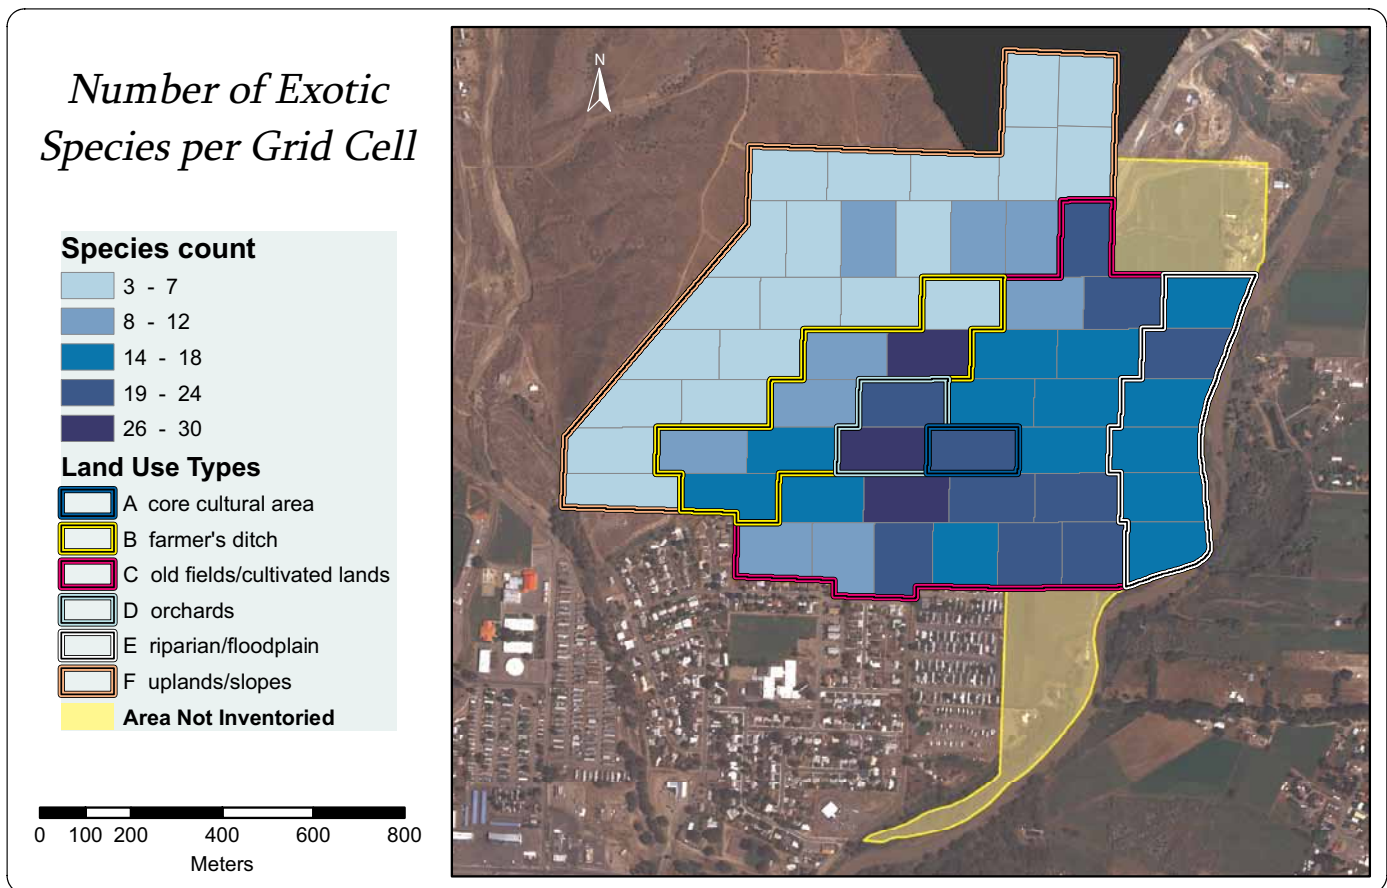 Number of Exotic
Species per Grid Cell
Species count
3 - 7
8 - 12
14 - 18
19 - 24
26 - 30
Land Use Types
A core cultural area
B farmer's ditch
C old fields/cultivated lands
D orchards
E riparian/floodplain
F uplands/slopes
Area Not Inventoried
0 100 200 400 600 800
Meters
N